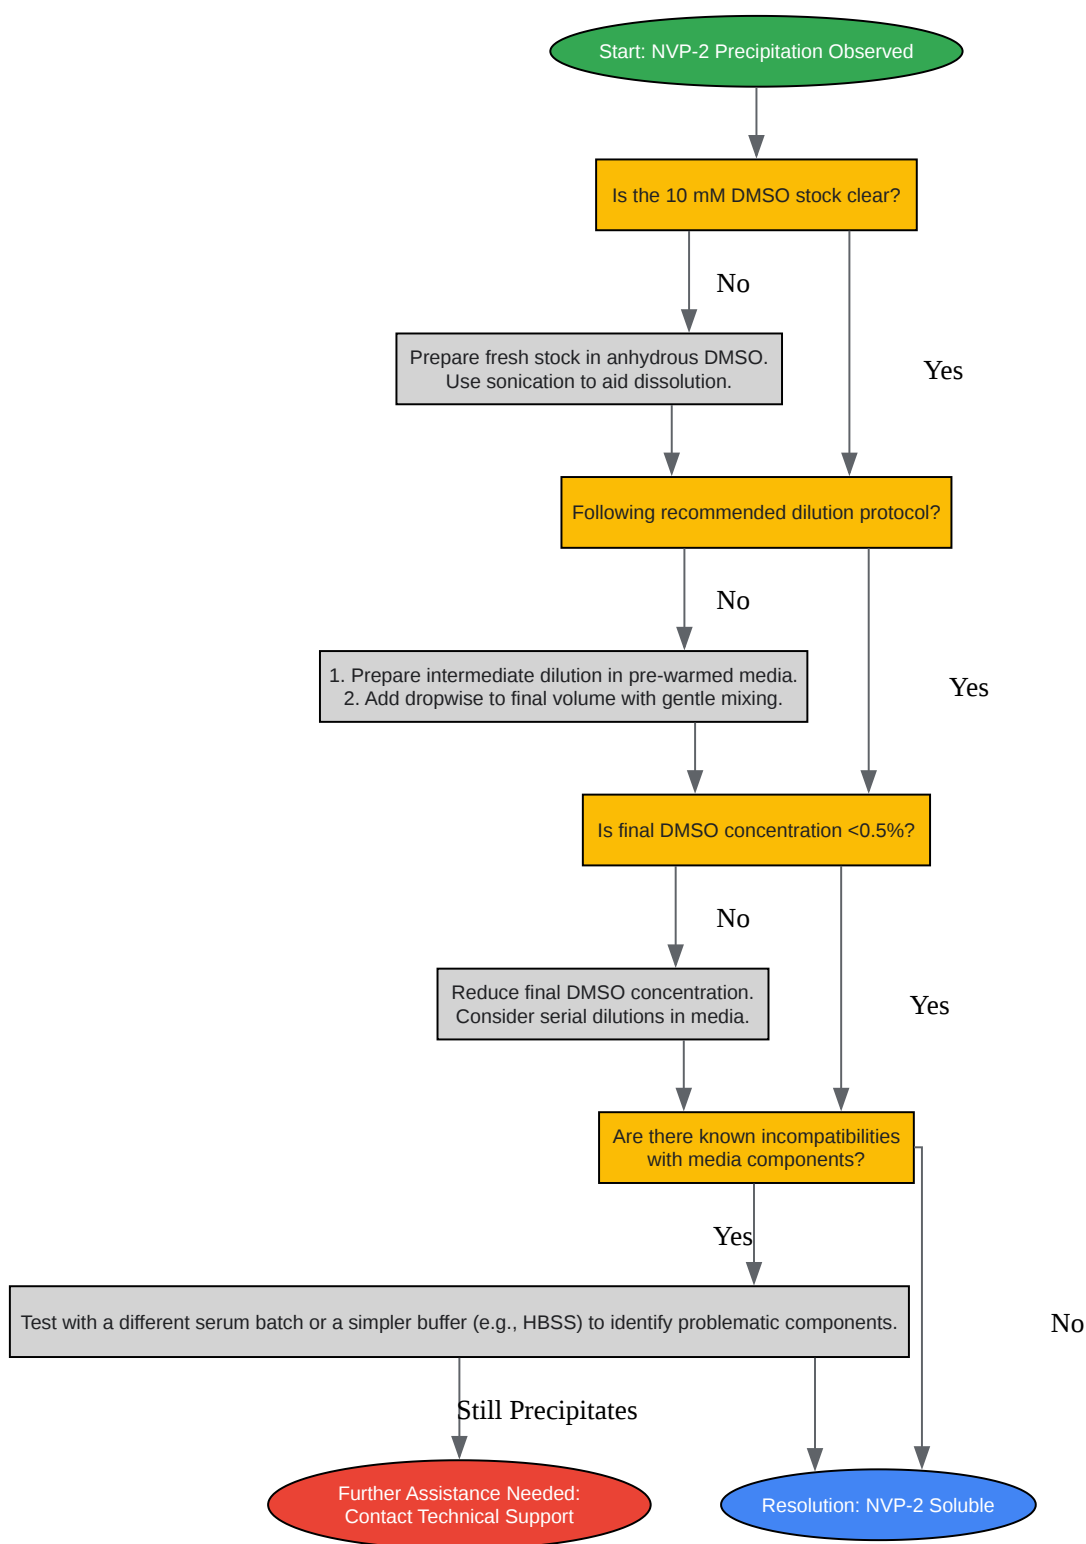 Start: NVP-2 Precipitation Observed
Is the 10 mM DMSO stock clear?
No
Prepare fresh stock in anhydrous DMSO.
Use sonication to aid dissolution.
Yes
Following recommended dilution protocol?
No
1. Prepare intermediate dilution in pre-warmed media.
2. Add dropwise to final volume with gentle mixing.
Yes
Is final DMSO concentration <0.5%?
No
Reduce final DMSO concentration.
Consider serial dilutions in media.
Yes
Are there known incompatibilities
with media components?
Yes
Test with a different serum batch or a simpler buffer (e.g., HBSS) to identify problematic components.
No
Still Precipitates
Further Assistance Needed:
Contact Technical Support
Resolution: NVP-2 Soluble